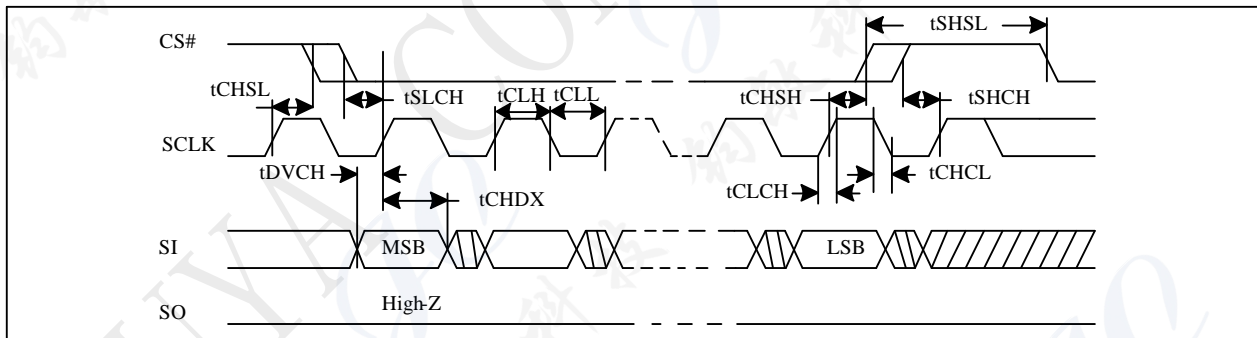 tSHSL
CS#
tCHSL
tSLCH
tCLH
tCLL
tCHSH
tSHCH
SCLK
tDVCH
tCHDX
tCLCH
tCHCL
SI
MSB
LSB
SO
High-Z